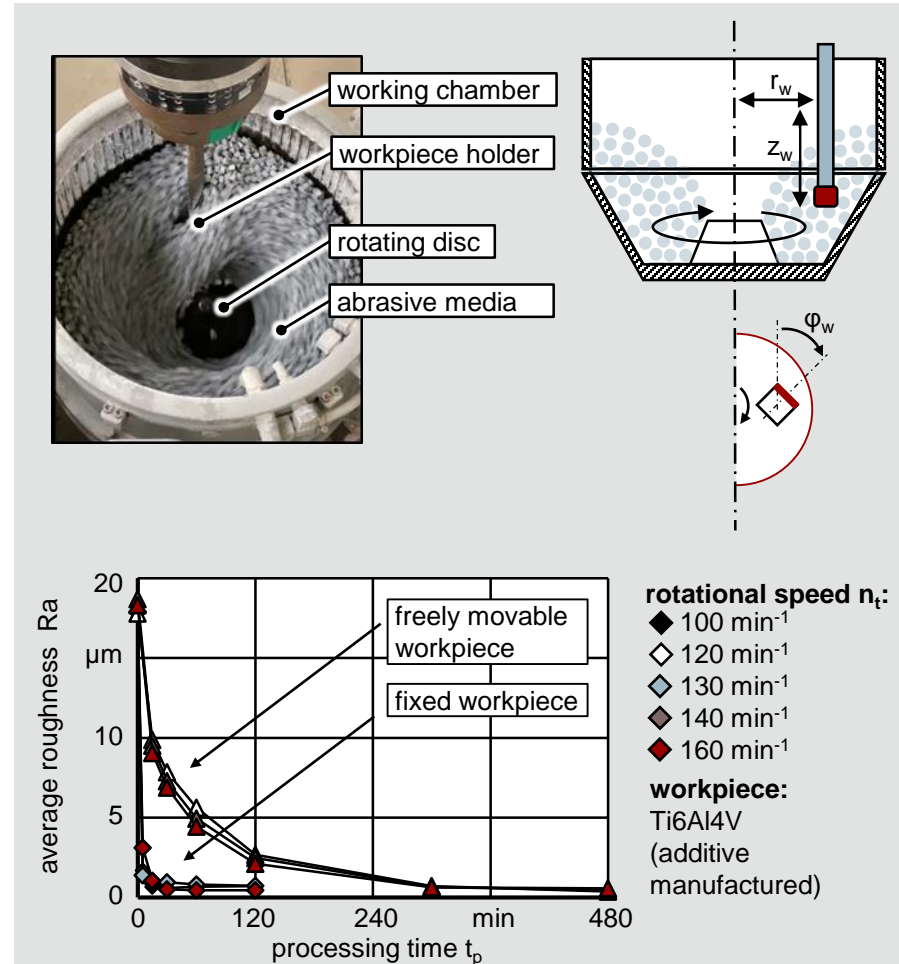 working chamber
workpiece holder
rotating disc
abrasive media
r_w
z_w
φ_w
average roughness Ra
20
µm
10
5
0
freely movable
workpiece
fixed workpiece
0
120
240
min
480
processing time t_p
rotational speed n_t:
100 min⁻¹
120 min⁻¹
130 min⁻¹
140 min⁻¹
160 min⁻¹
workpiece:
Ti6Al4V
(additive
manufactured)